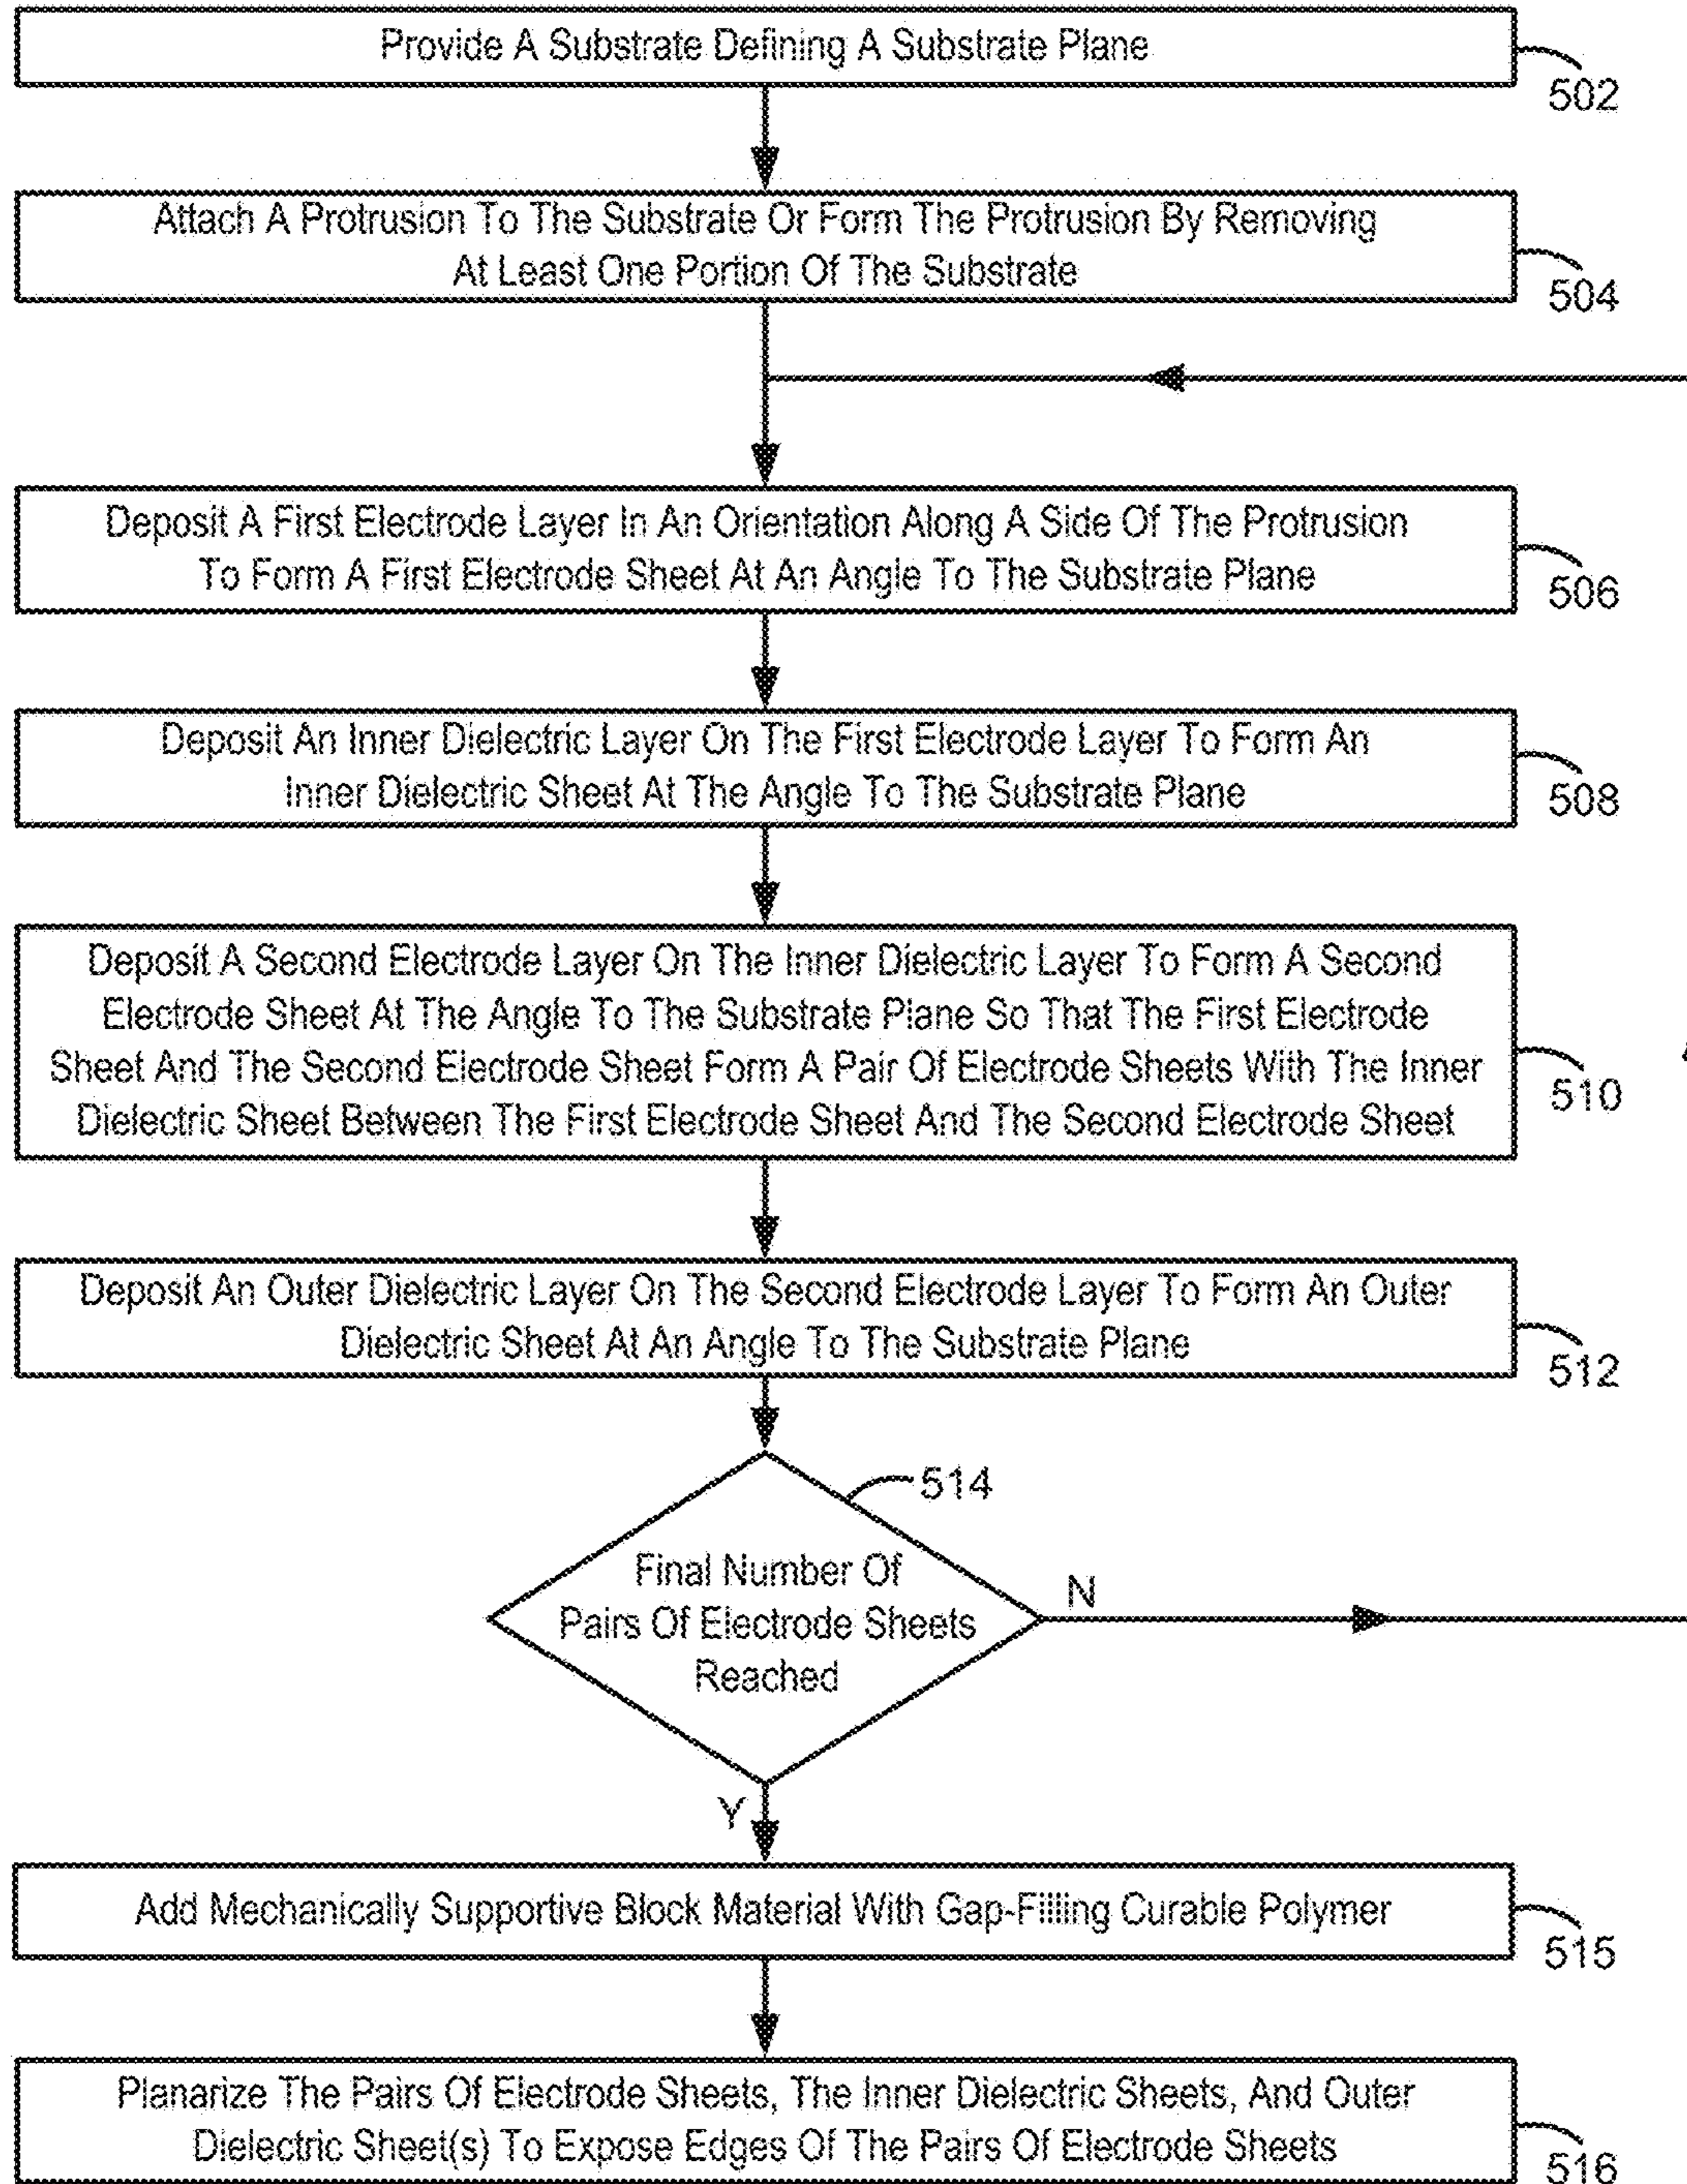 Provide A Substrate Defining A Substrate Plane
502
Attach A Protrusion To The Substrate Or Form The Protrusion By Removing
At Least One Portion Of The Substrate
504
Deposit A First Electrode Layer In An Orientation Along A Side Of The Protrusion
To Form A First Electrode Sheet At An Angle To The Substrate Plane
506
Deposit An Inner Dielectric Layer On The First Electrode Layer To Form An
Inner Dielectric Sheet At The Angle To The Substrate Plane
508
Deposit A Second Electrode Layer On The Inner Dielectric Layer To Form A Second
Electrode Sheet At The Angle To The Substrate Plane So That The First Electrode
Sheet And The Second Electrode Sheet Form A Pair Of Electrode Sheets With The Inner
Dielectric Sheet Between The First Electrode Sheet And The Second Electrode Sheet
510
Deposit An Outer Dielectric Layer On The Second Electrode Layer To Form An Outer
Dielectric Sheet At An Angle To The Substrate Plane
512
514
Final Number Of
Pairs Of Electrode Sheets
Reached
N
Y
Add Mechanically Supportive Block Material With Gap-Filling Curable Polymer
515
Planarize The Pairs Of Electrode Sheets, The Inner Dielectric Sheets, And Outer
Dielectric Sheet(s) To Expose Edges Of The Pairs Of Electrode Sheets
516